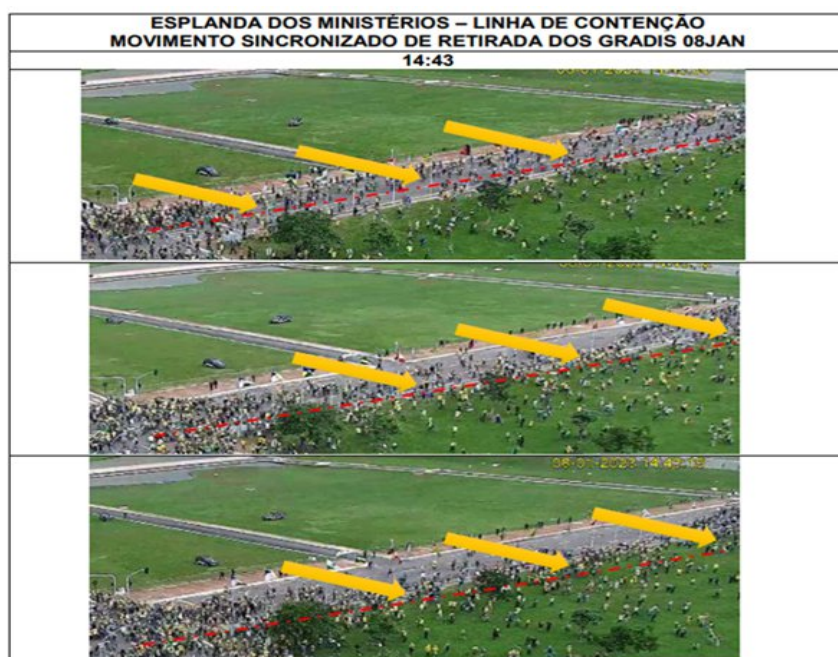 ESPLANDA DOS MINISTÉRIOS – LINHA DE CONTENÇÃO
MOVIMENTO SINCRONIZADO DE RETIRADA DOS GRADIS 08JAN
14:43